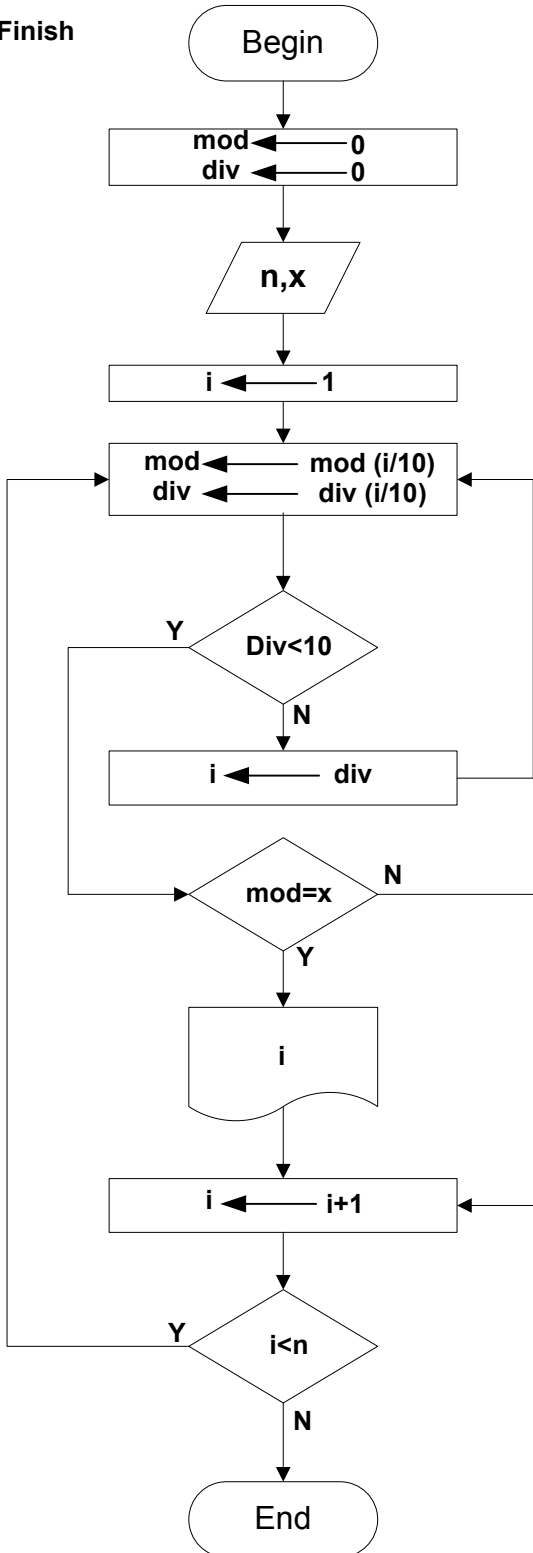 Finish
Begin
mod 0
div 0
n,x
i 1
mod mod (i/10)
div div (i/10)
Y
Div<10
N
i div
mod=x
N
Y
i
i i+1
Y
i<n
N
End